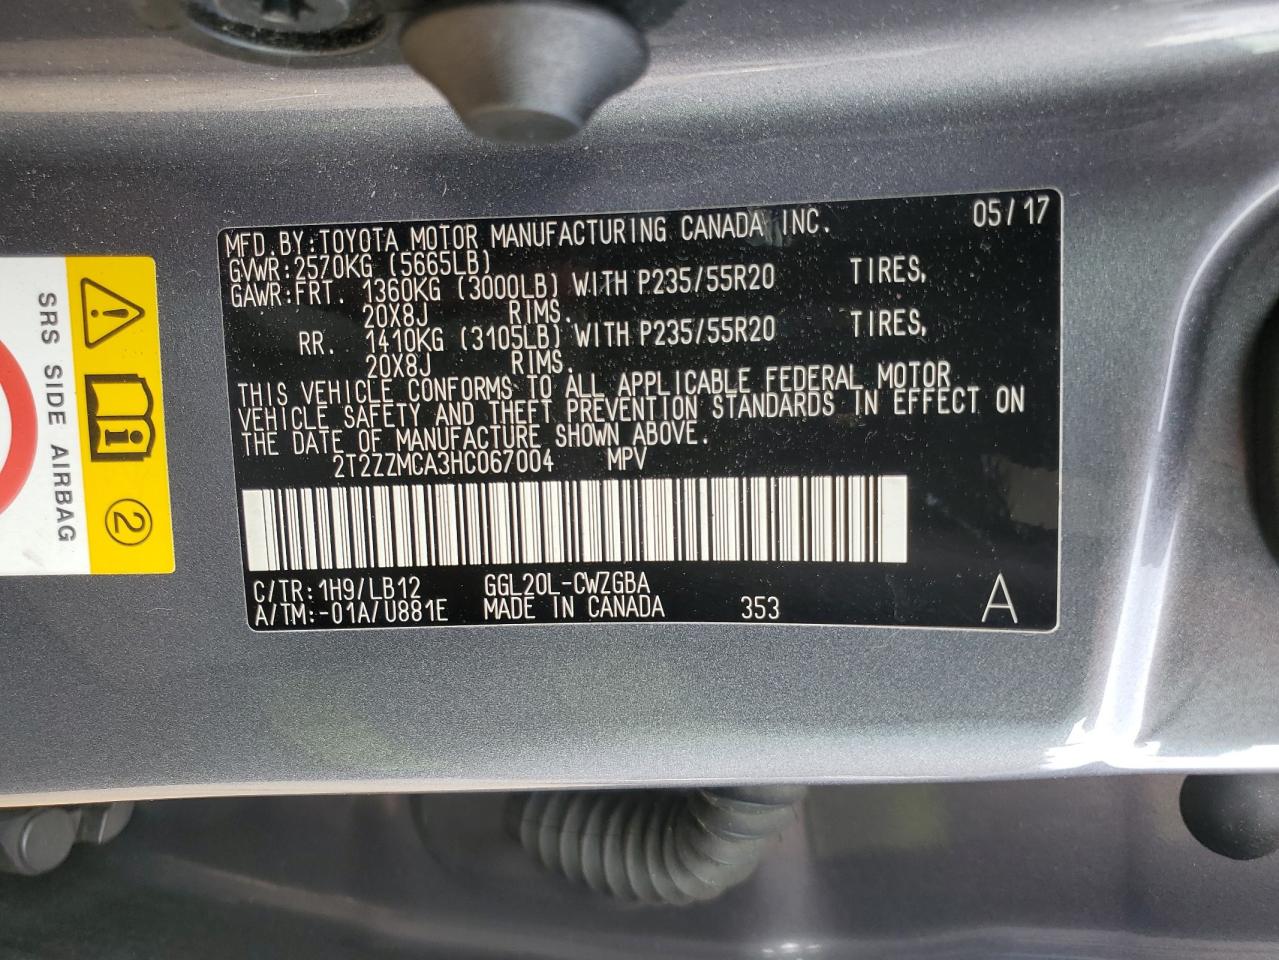 MFD. BY: TOYOTA MOTOR MANUFACTURING CANADA INC. 05/17
GVWR: 2570KG (5665LB)
GAWR: FRT. 1360KG (3000LB) WITH P235/55R20 TIRES,
20X8J RIMS.
RR. 1410KG (3105LB) WITH P235/55R20 TIRES,
20X8J RIMS.
THIS VEHICLE CONFORMS TO ALL APPLICABLE FEDERAL MOTOR
VEHICLE SAFETY AND THEFT PREVENTION STANDARDS IN EFFECT ON
THE DATE OF MANUFACTURE SHOWN ABOVE.
2T2ZZMCA3HC067004 MPV
C/TR: 1H9/LB12 GGL20L-CWZGBA
A/TM: -01A/U881E MADE IN CANADA 353 A
SRS SIDE AIRBAG
2